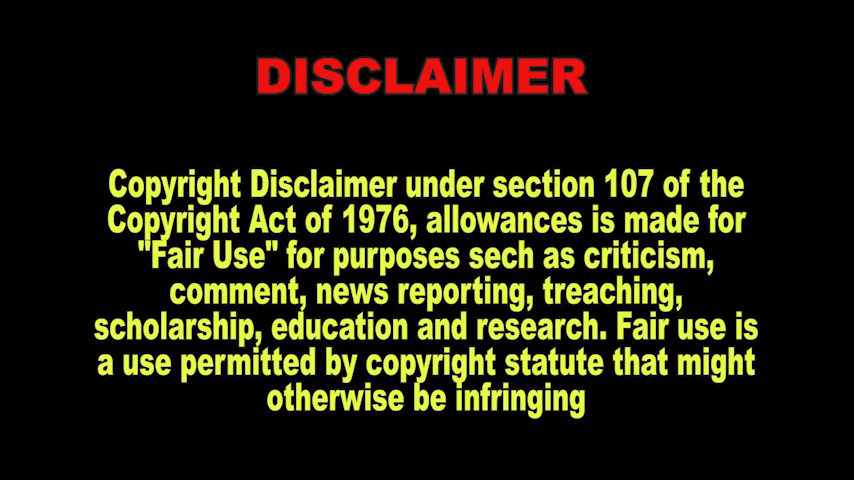 DISCLAIMER
Copyright Disclaimer under section 107 of the
Copyright Act of 1976, allowances is made for
"Fair Use" for purposes sech as criticism,
comment, news reporting, treaching,
scholarship, education and research. Fair use is
a use permitted by copyright statute that might
otherwise be infringing